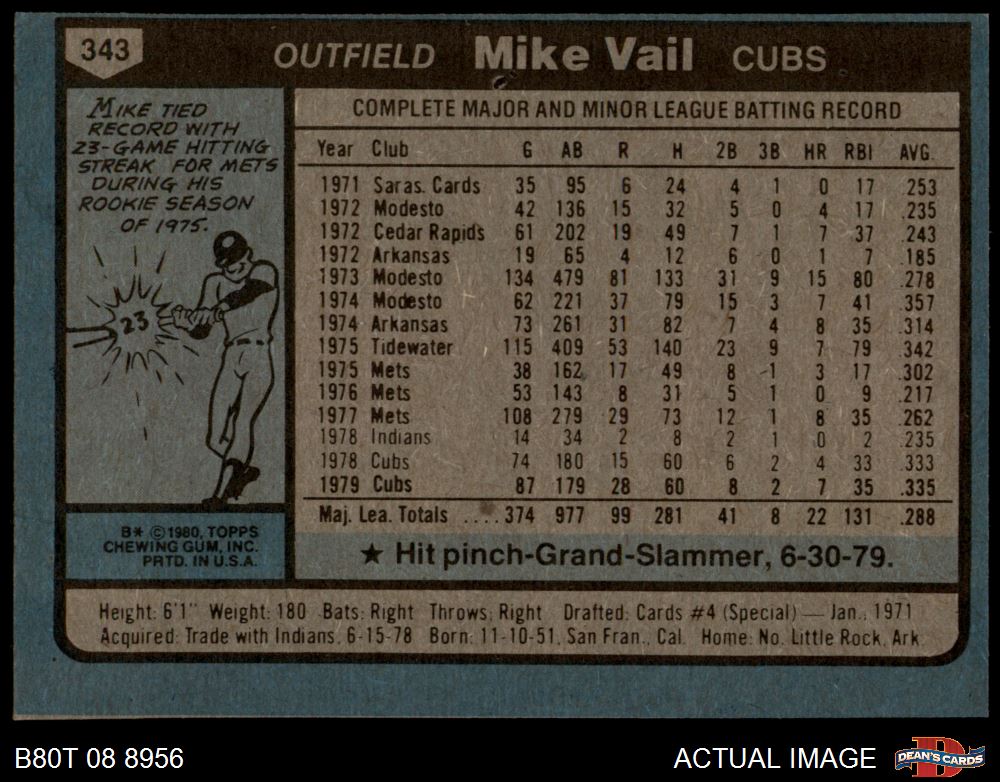 343 OUTFIELD Mike Vail CUBS
MIKE TIED
RECORD WITH
23-GAME HITTING
STREAK FOR METS
DURING HIS
ROOKIE SEASON
OF 1975.
23
B* © 1980, TOPPS
CHEWING GUM, INC.
PRTD. IN U.S.A.
COMPLETE MAJOR AND MINOR LEAGUE BATTING RECORD
Year Club G AB R H 2B 3B HR RBI AVG.
1971 Saras. Cards 35 95 6 24 4 1 0 17 .253
1972 Modesto 42 136 15 32 5 0 4 17 .235
1972 Cedar Rapids 61 202 19 49 7 1 7 37 .243
1972 Arkansas 19 65 4 12 6 0 1 7 .185
1973 Modesto 134 479 81 133 31 9 15 80 .278
1974 Modesto 62 221 37 79 15 3 7 41 .357
1974 Arkansas 73 261 31 82 7 4 8 35 .314
1975 Tidewater 115 409 53 140 23 9 7 79 .342
1975 Mets 38 162 17 49 8 1 3 17 .302
1976 Mets 53 143 8 31 5 1 0 9 .217
1977 Mets 108 279 29 73 12 1 8 35 .262
1978 Indians 14 34 2 8 2 1 0 2 .235
1978 Cubs 74 180 15 60 6 2 4 33 .333
1979 Cubs 87 179 28 60 8 2 7 35 .335
Maj. Lea. Totals ....374 977 99 281 41 8 22 131 .288
★ Hit pinch-Grand-Slammer, 6-30-79.
Height: 6'1" Weight: 180 Bats: Right Throws: Right Drafted: Cards #4 (Special) — Jan., 1971
Acquired: Trade with Indians, 6-15-78 Born: 11-10-51, San Fran., Cal. Home: No. Little Rock, Ark.
B80T 08 8956 ACTUAL IMAGE D DEAN'S CARDS